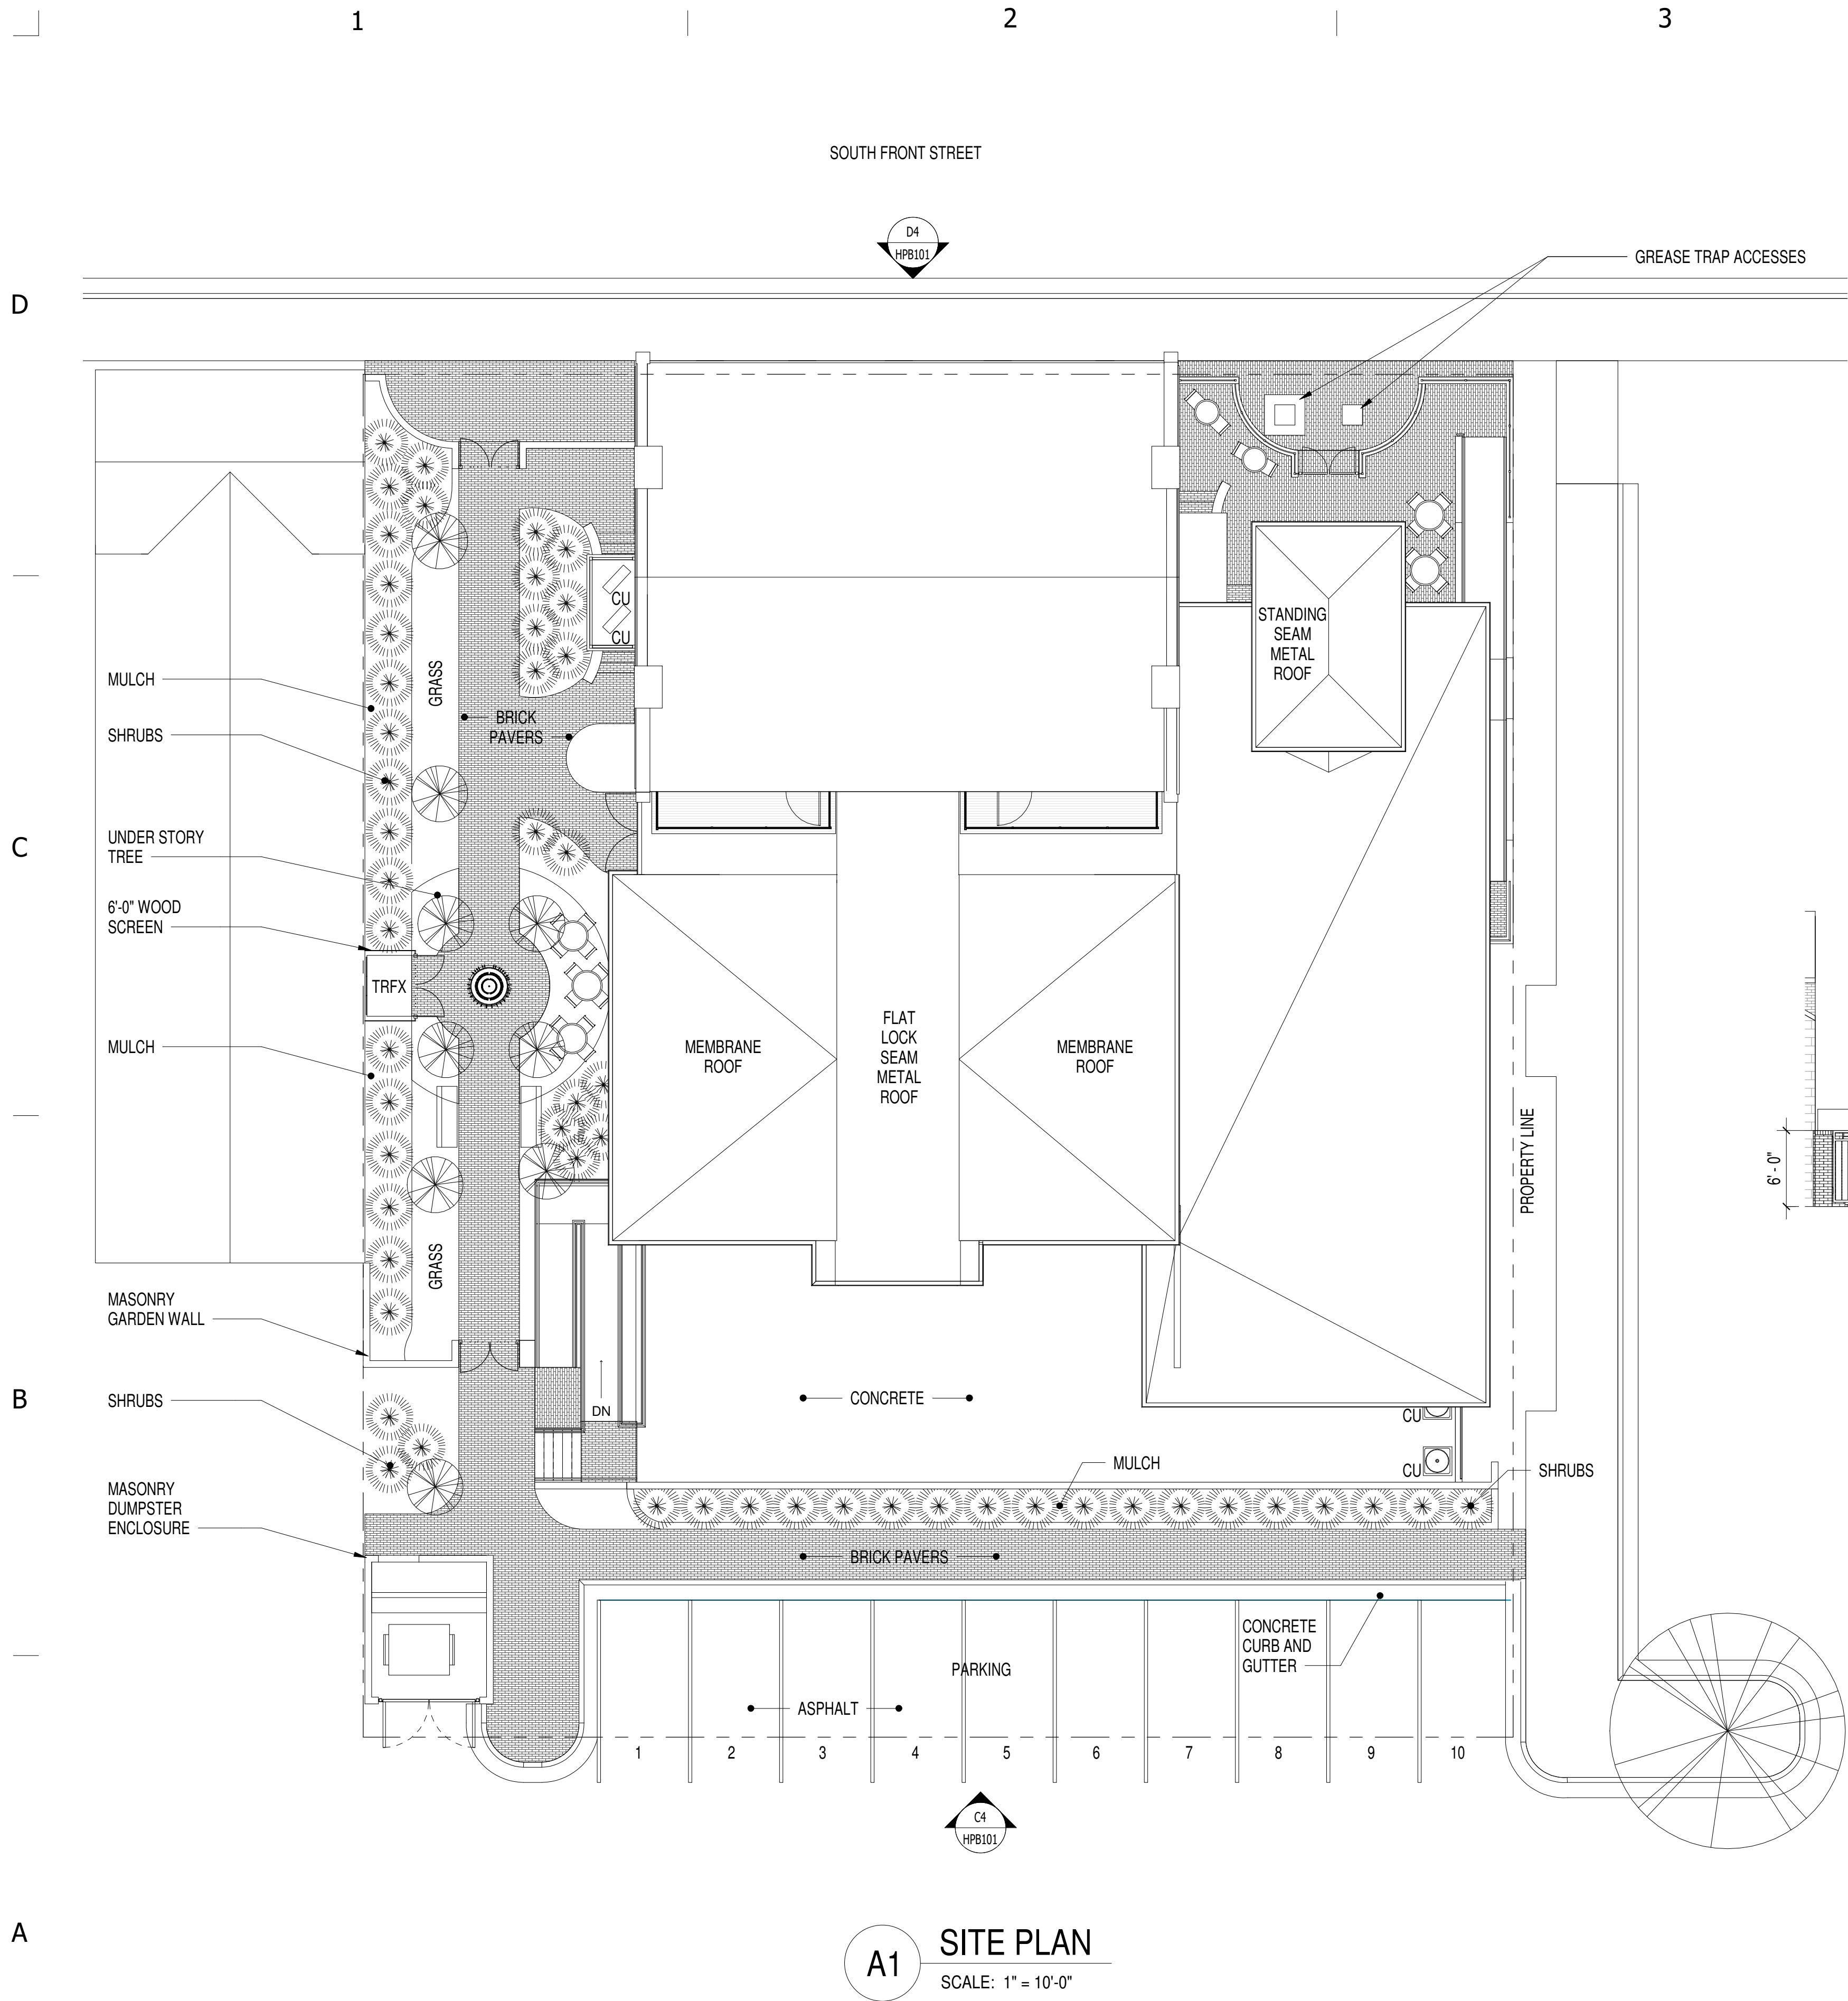 1
2
3
SOUTH FRONT STREET
D4
HPB101
GREASE TRAP ACCESSES
D
CU
CU
STANDING
SEAM
METAL
ROOF
MULCH
GRASS
BRICK
PAVERS
SHRUBS
UNDER STORY
TREE
C
6'-0" WOOD
SCREEN
TRFX
MULCH
MEMBRANE
ROOF
FLAT
LOCK
SEAM
METAL
ROOF
MEMBRANE
ROOF
PROPERTY LINE
6' - 0"
GRASS
MASONRY
GARDEN WALL
B
SHRUBS
DN
CONCRETE
CU
CU
MULCH
SHRUBS
MASONRY
DUMPSTER
ENCLOSURE
BRICK PAVERS
CONCRETE
CURB AND
GUTTER
PARKING
ASPHALT
1
2
3
4
5
6
7
8
9
10
C4
HPB101
A
A1
SITE PLAN
SCALE: 1" = 10'-0"